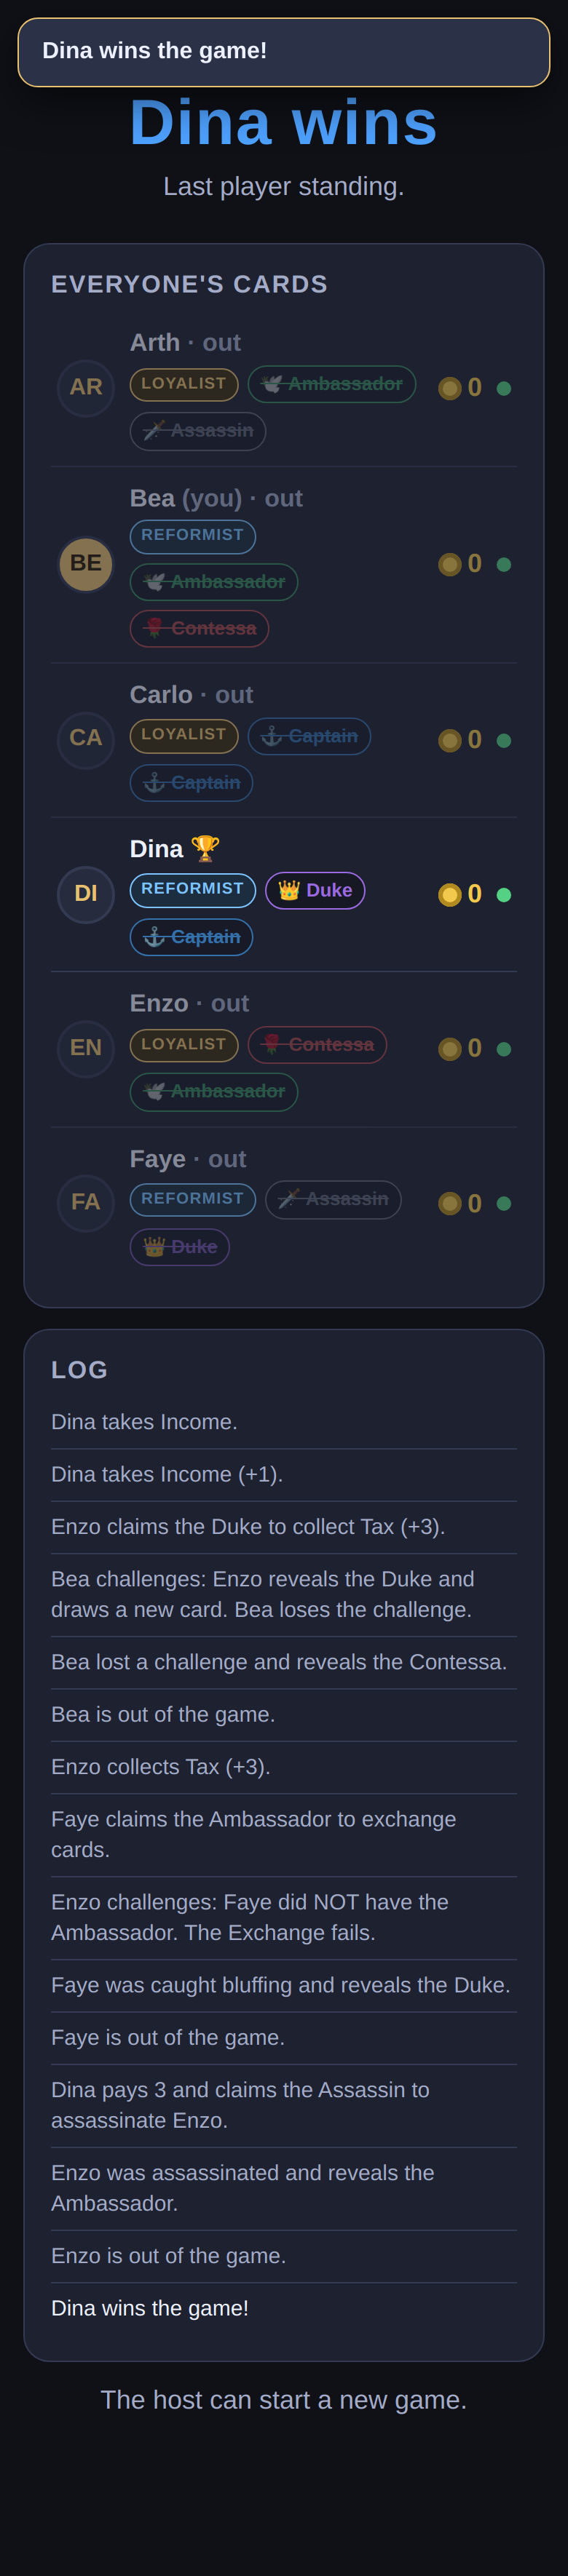 Dina wins the game!
Dina wins
Last player standing.
EVERYONE'S CARDS
AR
Arth · out
LOYALIST
🕊️ Ambassador
🗡️ Assassin
0
BE
Bea (you) · out
REFORMIST
🕊️ Ambassador
🌹 Contessa
0
CA
Carlo · out
LOYALIST
⚓ Captain
⚓ Captain
0
DI
Dina 🏆
REFORMIST
👑 Duke
⚓ Captain
0
EN
Enzo · out
LOYALIST
🌹 Contessa
🕊️ Ambassador
0
FA
Faye · out
REFORMIST
🗡️ Assassin
👑 Duke
0
LOG
Dina takes Income.
Dina takes Income (+1).
Enzo claims the Duke to collect Tax (+3).
Bea challenges: Enzo reveals the Duke and
draws a new card. Bea loses the challenge.
Bea lost a challenge and reveals the Contessa.
Bea is out of the game.
Enzo collects Tax (+3).
Faye claims the Ambassador to exchange
cards.
Enzo challenges: Faye did NOT have the
Ambassador. The Exchange fails.
Faye was caught bluffing and reveals the Duke.
Faye is out of the game.
Dina pays 3 and claims the Assassin to
assassinate Enzo.
Enzo was assassinated and reveals the
Ambassador.
Enzo is out of the game.
Dina wins the game!
The host can start a new game.